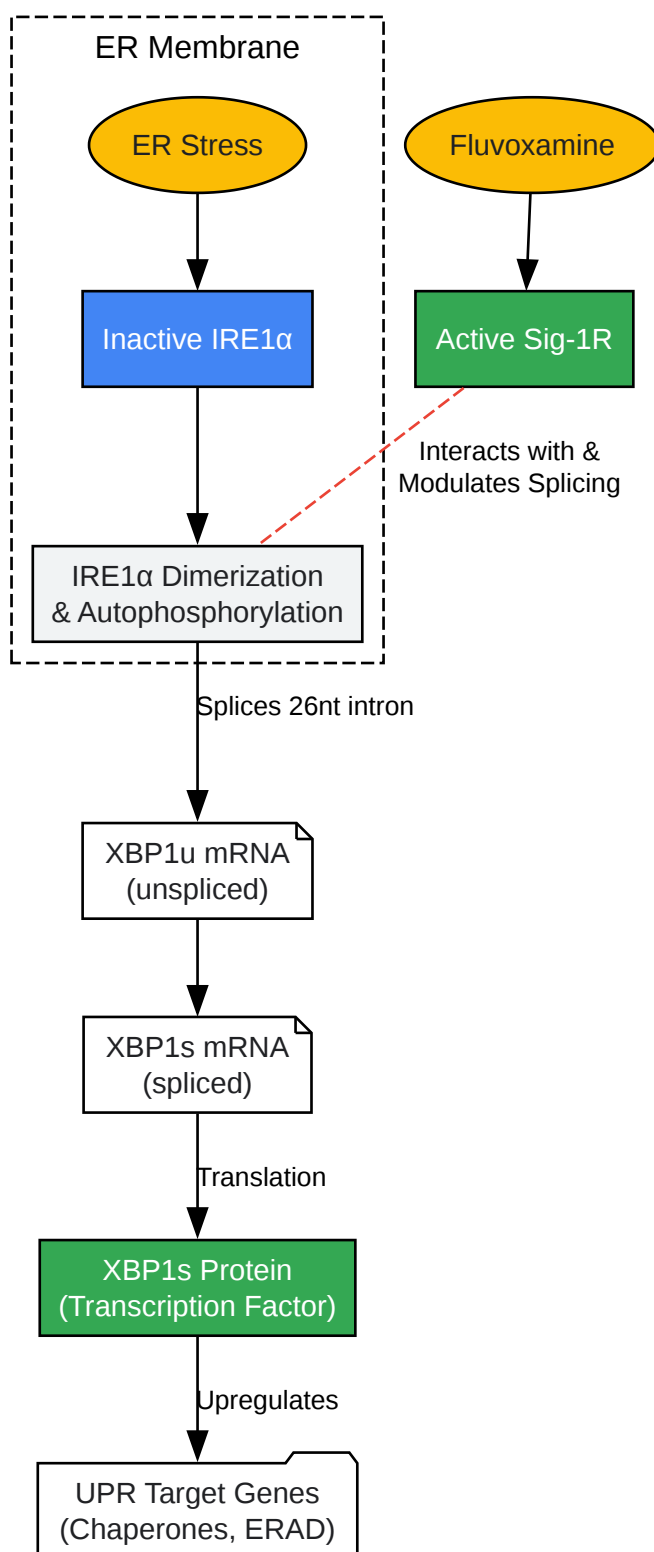 ER Membrane
ER Stress
Fluvoxamine
Inactive IRE1α
Active Sig-1R
Interacts with &
Modulates Splicing
IRE1α Dimerization
& Autophosphorylation
Splices 26nt intron
XBP1u mRNA
(unspliced)
XBP1s mRNA
(spliced)
Translation
XBP1s Protein
(Transcription Factor)
Upregulates
UPR Target Genes
(Chaperones, ERAD)